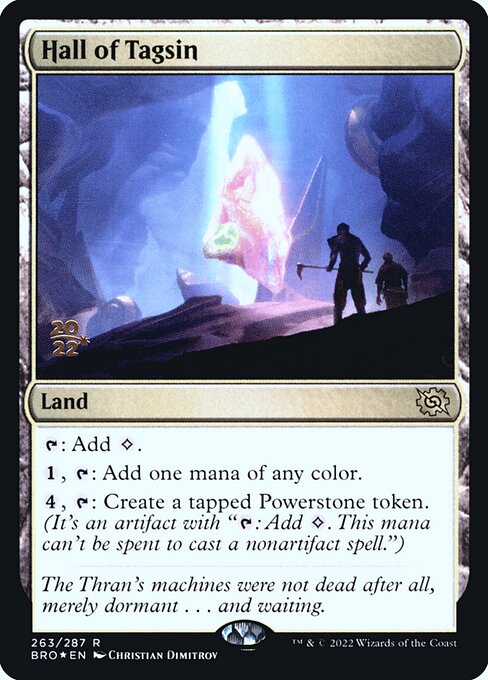 Hall of Tagsin
20
22
Land
: Add .
1, : Add one mana of any color.
4, : Create a tapped Powerstone token.
(It's an artifact with “: Add . This mana
can't be spent to cast a nonartifact spell.”)
The Thran's machines were not dead after all,
merely dormant . . . and waiting.
263/287 R
BRO★EN Christian Dimitrov
™ & © 2022 Wizards of the Coast